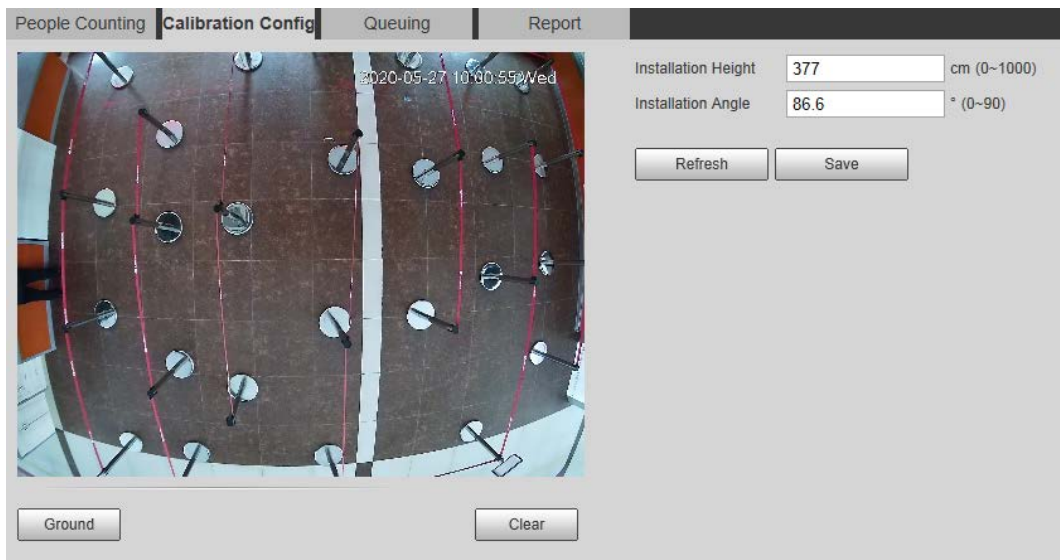 People Counting Calibration Config Queuing Report
2020-05-27 10:00:55 Wed
Installation Height 377 cm (0~1000)
Installation Angle 86.6 ° (0~90)
Refresh Save
Ground Clear